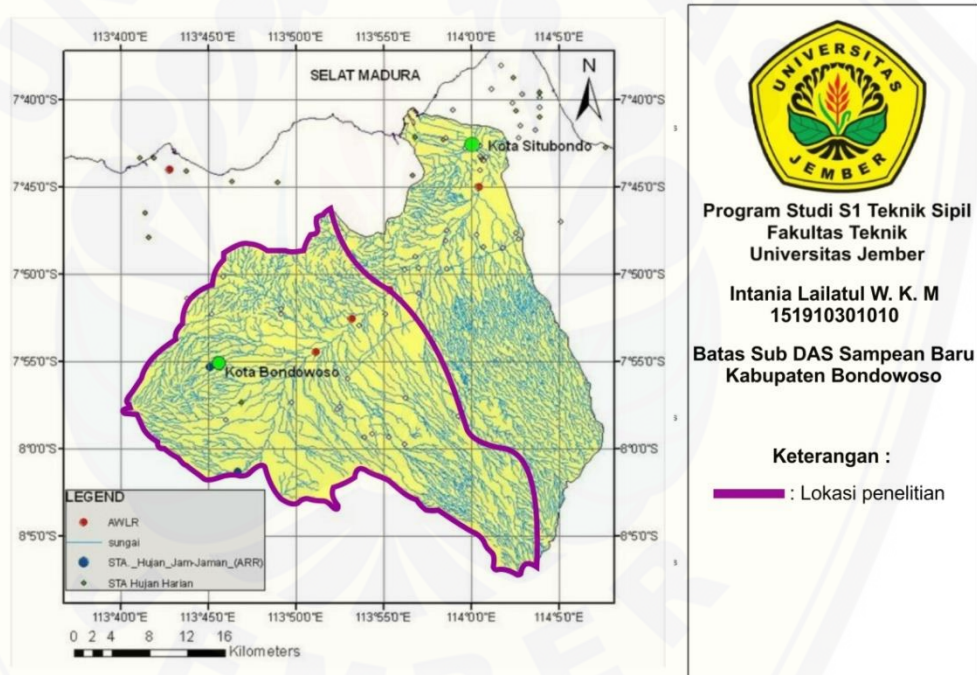 113°40'0"E 113°45'0"E 113°50'0"E 113°55'0"E 114°0'0"E 114°5'0"E
SELAT MADURA
N
7°40'0"S 7°40'0"S
Kota Situbondo
7°45'0"S 7°45'0"S
7°50'0"S 7°50'0"S
7°55'0"S 7°55'0"S
Kota Bondowoso
8°0'0"S 8°0'0"S
LEGEND
AWLR
sungai
STA._Hujan_Jam-Jaman_(ARR)
STA Hujan Harian
8°5'0"S 8°5'0"S
113°40'0"E 113°45'0"E 113°50'0"E 113°55'0"E 114°0'0"E 114°5'0"E
0 2 4 8 12 16
Kilometers
UNIVERSITAS
JEMBER
Program Studi S1 Teknik Sipil
Fakultas Teknik
Universitas Jember
Intania Lailatul W. K. M
151910301010
Batas Sub DAS Sampean Baru
Kabupaten Bondowoso
Keterangan :
: Lokasi penelitian